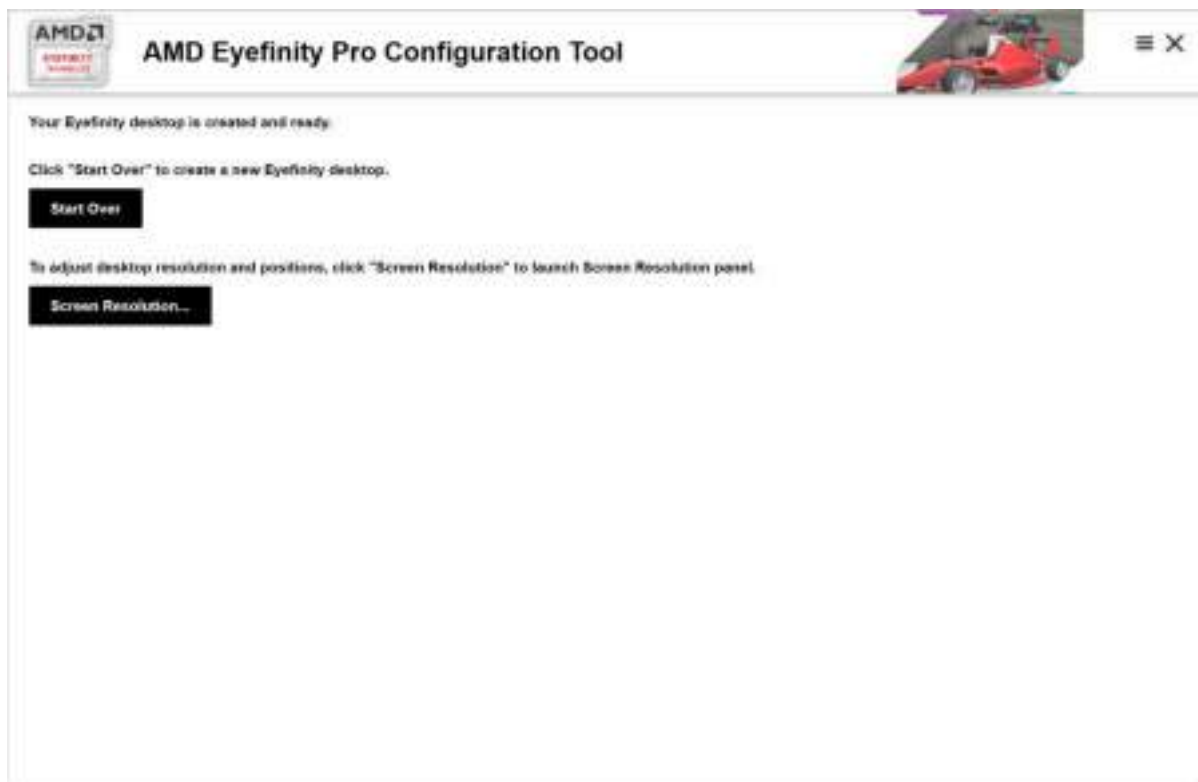 AMD
AMD Eyefinity Pro Configuration Tool
Your Eyefinity desktop is created and ready.
Click "Start Over" to create a new Eyefinity desktop.
Start Over
To adjust desktop resolution and positions, click "Screen Resolution" to launch Screen Resolution panel.
Screen Resolution...